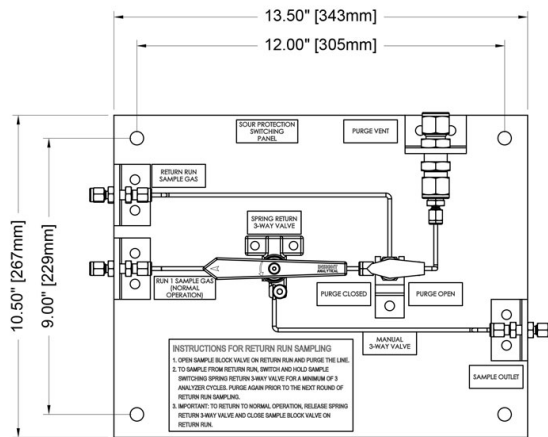 13.50" [343mm]
12.00" [305mm]
10.50" [267mm]
9.00" [229mm]
SOUR PROTECTION
SWITCHING
PANEL
PURGE VENT
RETURN RUN
SAMPLE GAS
SPRING RETURN
3-WAY VALVE
RUN 1 SAMPLE GAS
(NORMAL
OPERATION)
ANALYTICAL
PURGE CLOSED
PURGE OPEN
MANUAL
3-WAY VALVE
SAMPLE OUTLET
INSTRUCTIONS FOR RETURN RUN SAMPLING
1. OPEN SAMPLE BLOCK VALVE ON RETURN RUN AND PURGE THE LINE.
2. TO SAMPLE FROM RETURN RUN, SWITCH AND HOLD SAMPLE
SWITCHING SPRING RETURN 3-WAY VALVE FOR A MINIMUM OF 3
ANALYZER CYCLES. PURGE AGAIN PRIOR TO THE NEXT ROUND OF
RETURN RUN SAMPLING.
3. IMPORTANT: TO RETURN TO NORMAL OPERATION, RELEASE SPRING
RETURN 3-WAY VALVE AND CLOSE SAMPLE BLOCK VALVE ON
RETURN RUN.